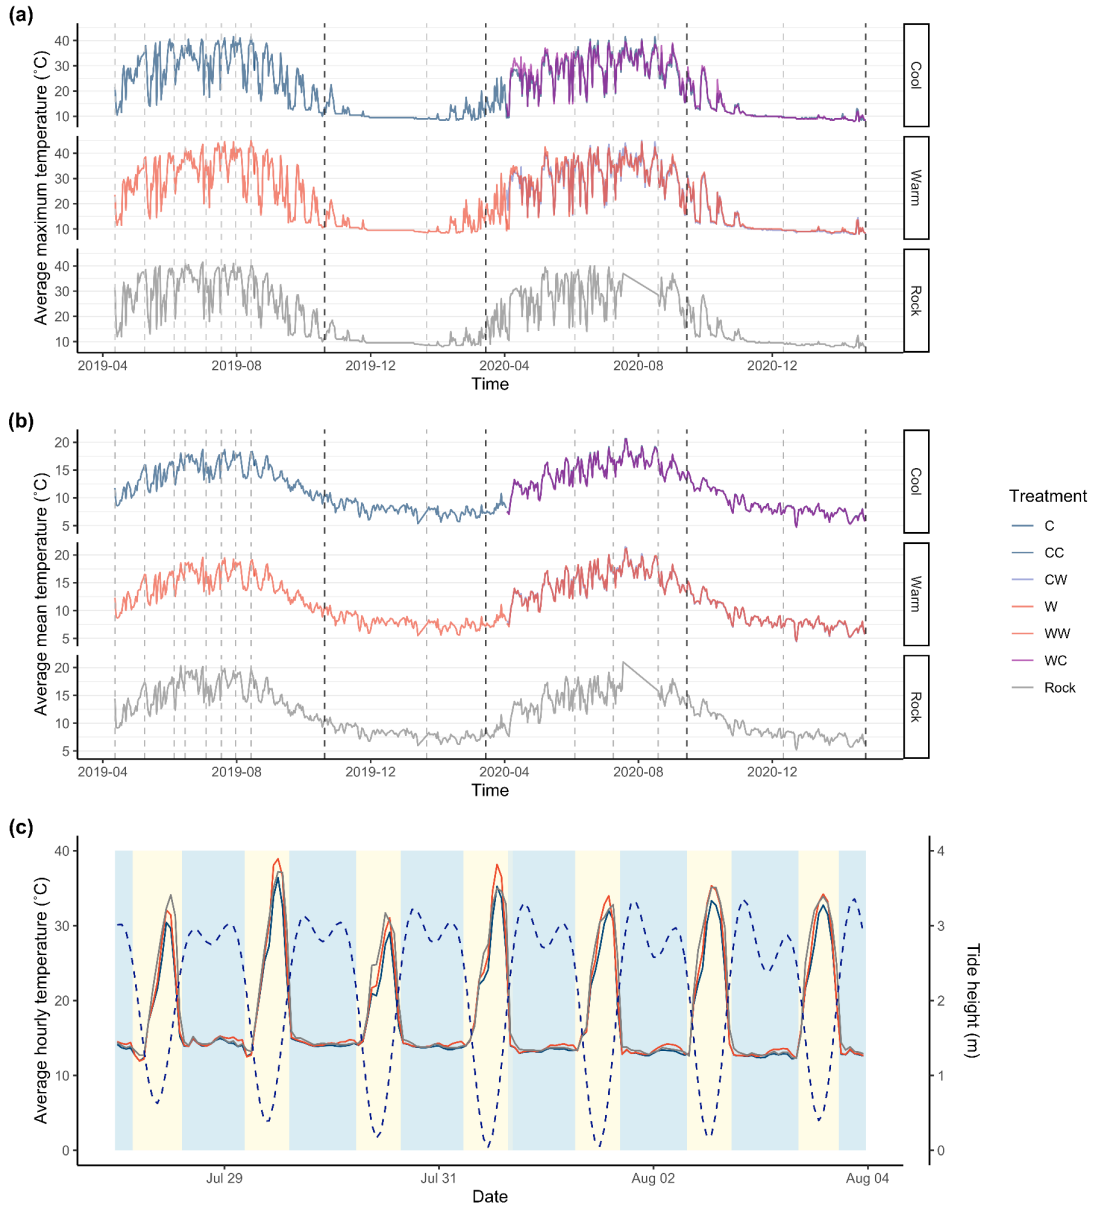 (a)
Average maximum temperature (˚C)
40
30
20
10
Cool
40
30
20
10
Warm
40
30
20
10
Rock
2019-04
2019-08
2019-12
2020-04
2020-08
2020-12
Time
(b)
Average mean temperature (˚C)
20
15
10
5
Cool
20
15
10
5
Warm
20
15
10
5
Rock
2019-04
2019-08
2019-12
2020-04
2020-08
2020-12
Time
Treatment
C
CC
CW
W
WW
WC
Rock
(c)
Average hourly temperature (˚C)
40
30
20
10
0
4
3
2
1
0
Tide height (m)
Jul 29
Jul 31
Aug 02
Aug 04
Date